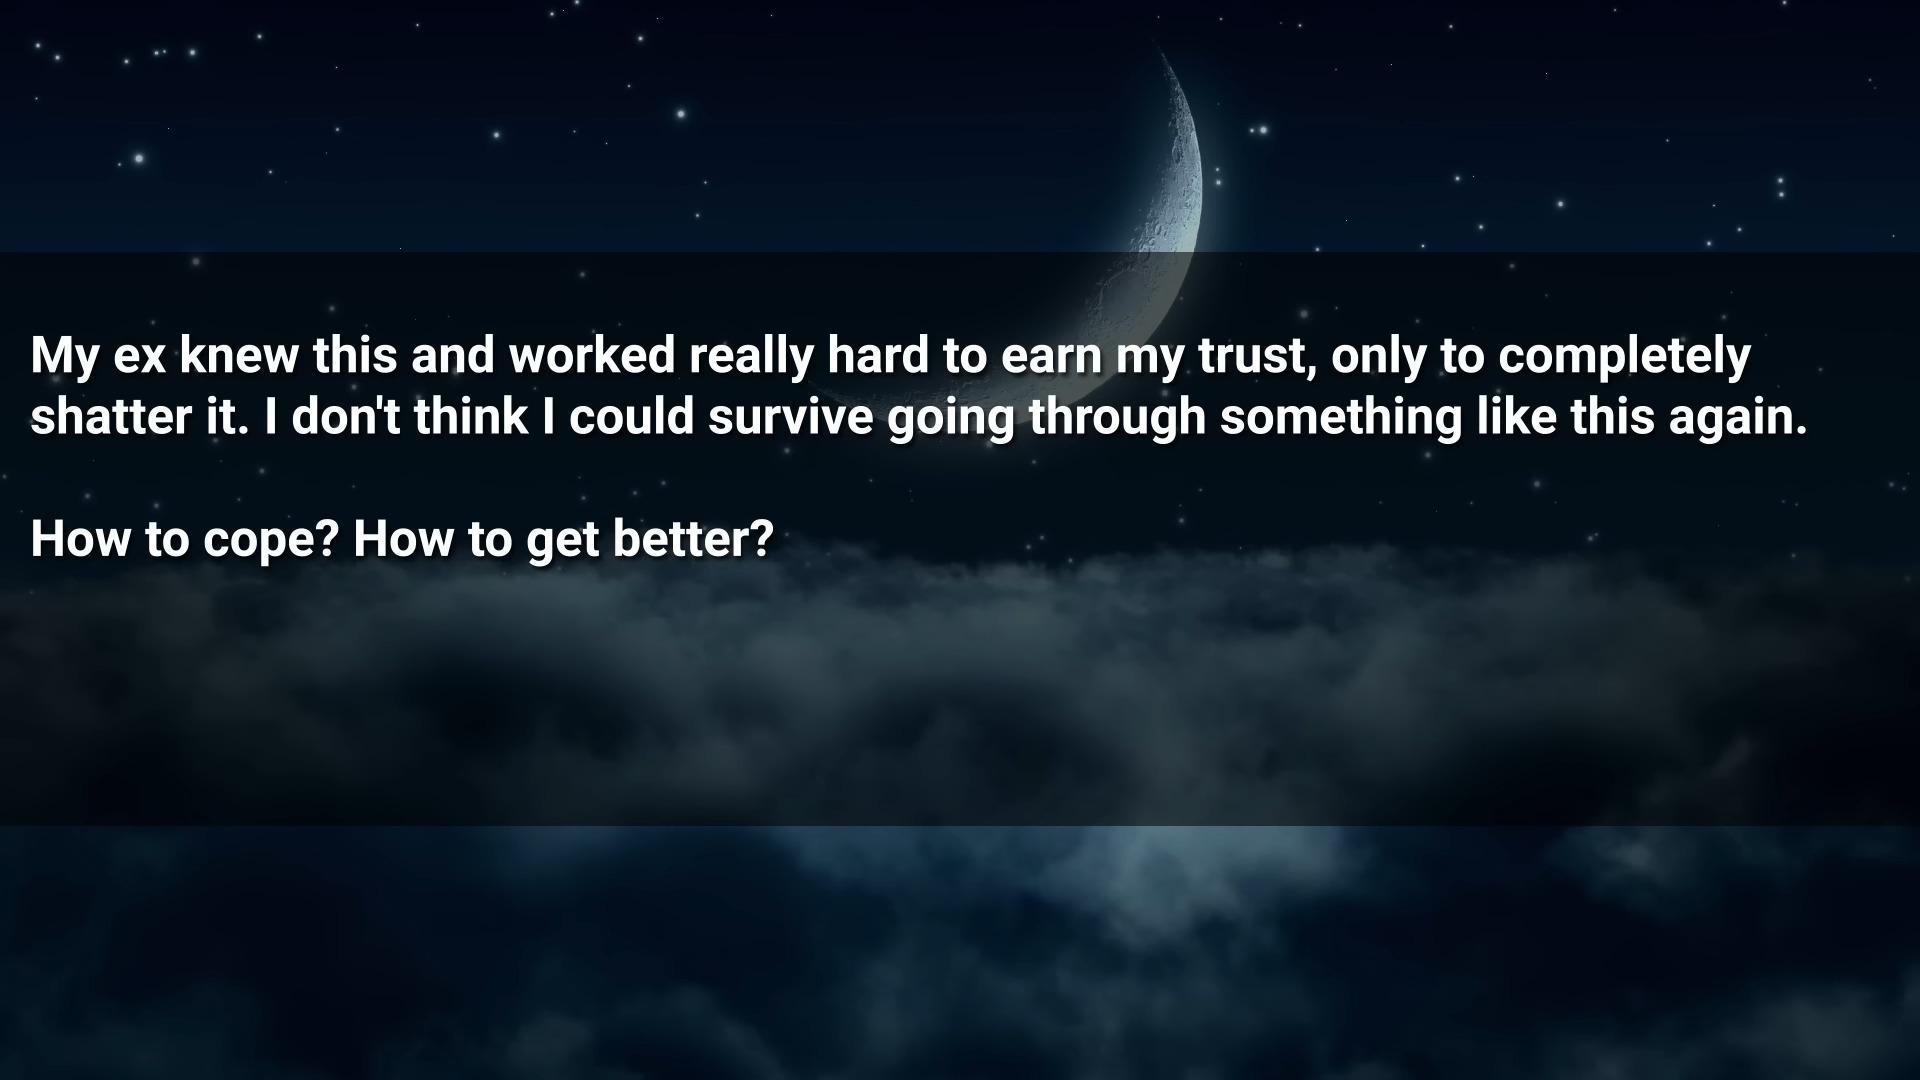 My ex knew this and worked really hard to earn my trust, only to completely
shatter it. I don't think I could survive going through something like this again.
How to cope? How to get better?